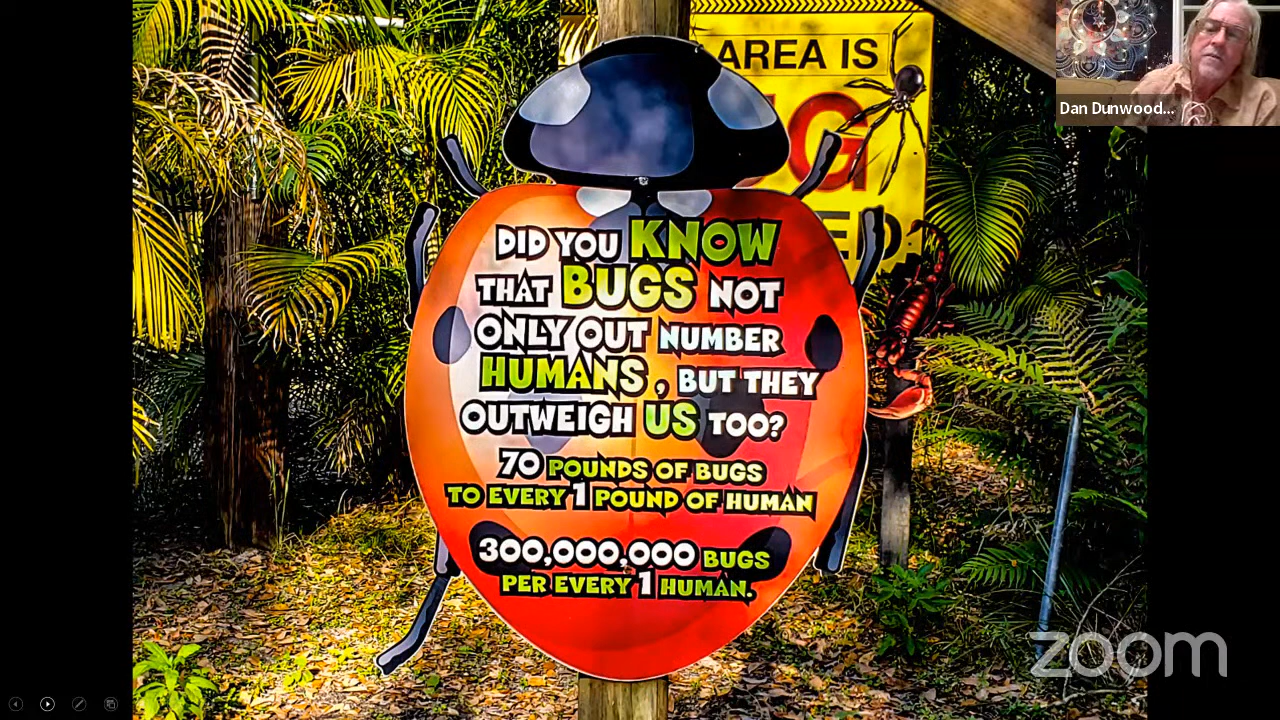 AREA IS
G
ED
Dan Dunwood...
DID YOU KNOW
THAT BUGS NOT
ONLY OUT NUMBER
HUMANS, BUT THEY
OUTWEIGH US TOO?
70 POUNDS OF BUGS
TO EVERY 1 POUND OF HUMAN
300,000,000 BUGS
PER EVERY 1 HUMAN.
zoom